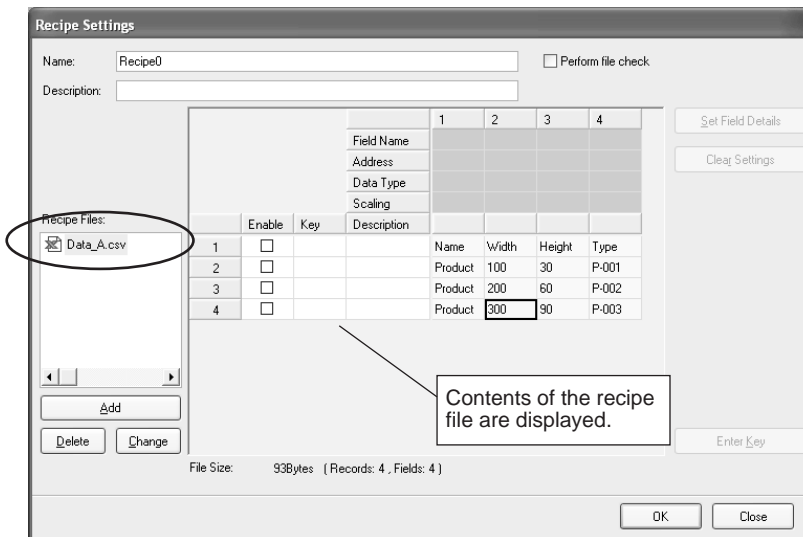 Recipe Settings
Name: Recipe0 Perform file check
Description:
1 2 3 4 Set Field Details
Field Name
Address Clear Settings
Data Type
Scaling
Recipe Files: Enable Key Description
Data_A.csv 1 Name Width Height Type
2 Product 100 30 P-001
3 Product 200 60 P-002
4 Product 300 90 P-003
Contents of the recipe
file are displayed.
Add
Delete Change Enter Key
File Size: 93Bytes ( Records: 4 , Fields: 4 )
OK Close